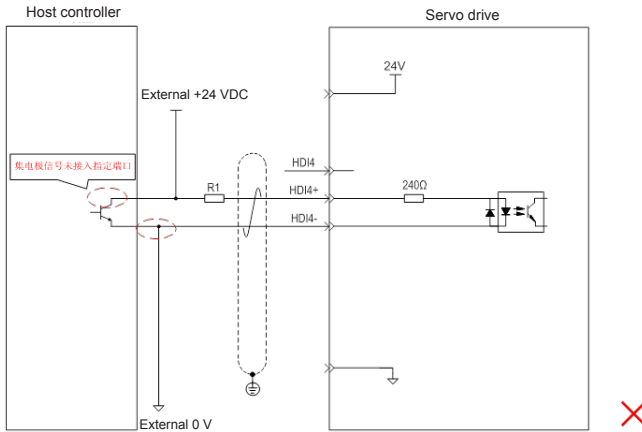 Host controller
Servo drive
24V
External +24 VDC
集电极信号未接入指定端口
HDI4
R1
HDI4+
240Ω
HDI4-
External 0 V